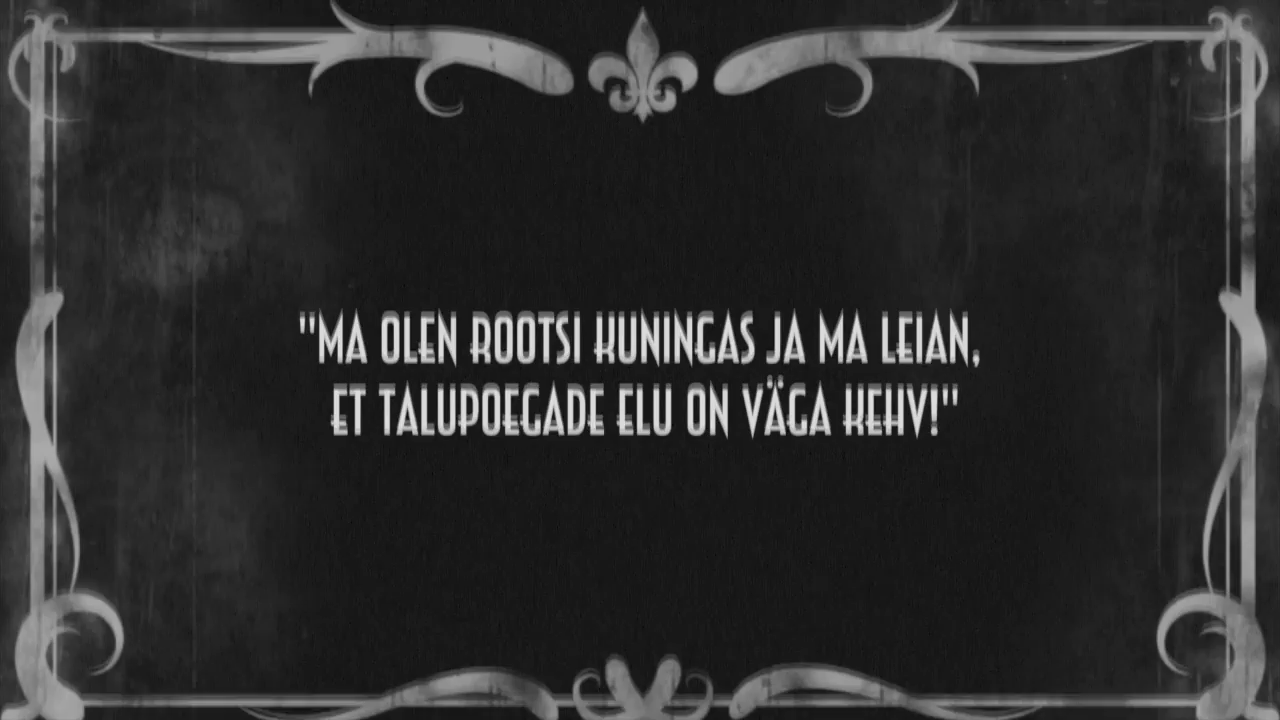 "MA OLEN ROOTSI KUNINGAS JA MA LEIAN,
ET TALUPOEGADE ELU ON VÄGA KEHV!"